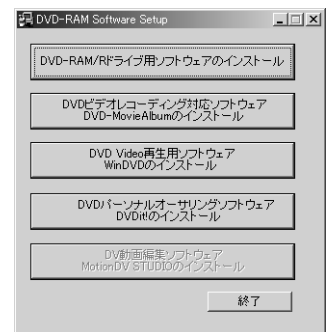 DVD-RAM Software Setup
DVD-RAM/Rドライブ用ソフトウェアのインストール
DVDビデオレコーディング対応ソフトウェア
DVD-MovieAlbumのインストール
DVD Video再生用ソフトウェア
WinDVDのインストール
DVDパーソナルオーサリングソフトウェア
DVDit!のインストール
DV動画編集ソフトウェア
MotionDV STUDIOのインストール
終了